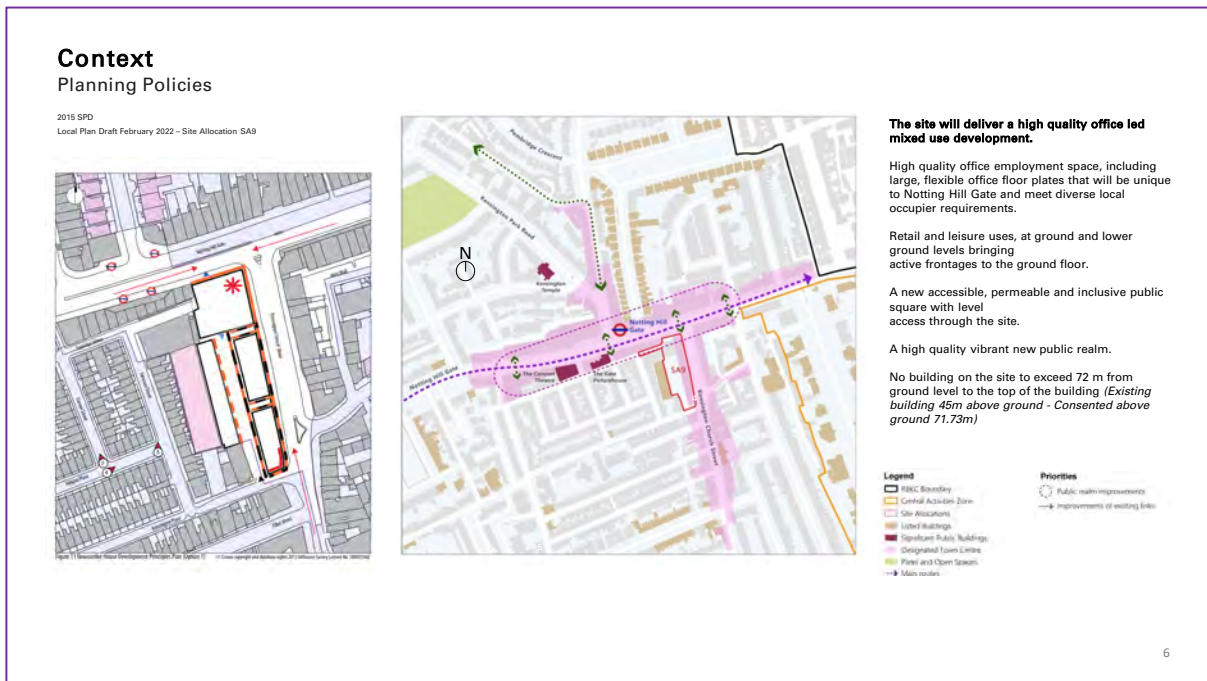 Context
Planning Policies
2015 SPD
Local Plan Draft February 2022 – Site Allocation SA9
Notting Hill Gate
Pembridge Crescent
Kensington Park Road
N
Kensington
Temple
Notting Hill
Gate
Notting Hill Gate
The Coronet
Theatre
The Gate
Picturehouse
SA9
Kensington Church Street
The site will deliver a high quality office led
mixed use development.
High quality office employment space, including
large, flexible office floor plates that will be unique
to Notting Hill Gate and meet diverse local
occupier requirements.
Retail and leisure uses, at ground and lower
ground levels bringing
active frontages to the ground floor.
A new accessible, permeable and inclusive public
square with level
access through the site.
A high quality vibrant new public realm.
No building on the site to exceed 72 m from
ground level to the top of the building (Existing
building 45m above ground - Consented above
ground 71.73m)
Legend
RBKC Boundary
Central Activities Zone
Site Allocations
Listed Buildings
Significant Public Buildings
Designated Town Centre
Parks and Open Spaces
Main routes
Priorities
Public realm improvements
Improvements of existing links
6